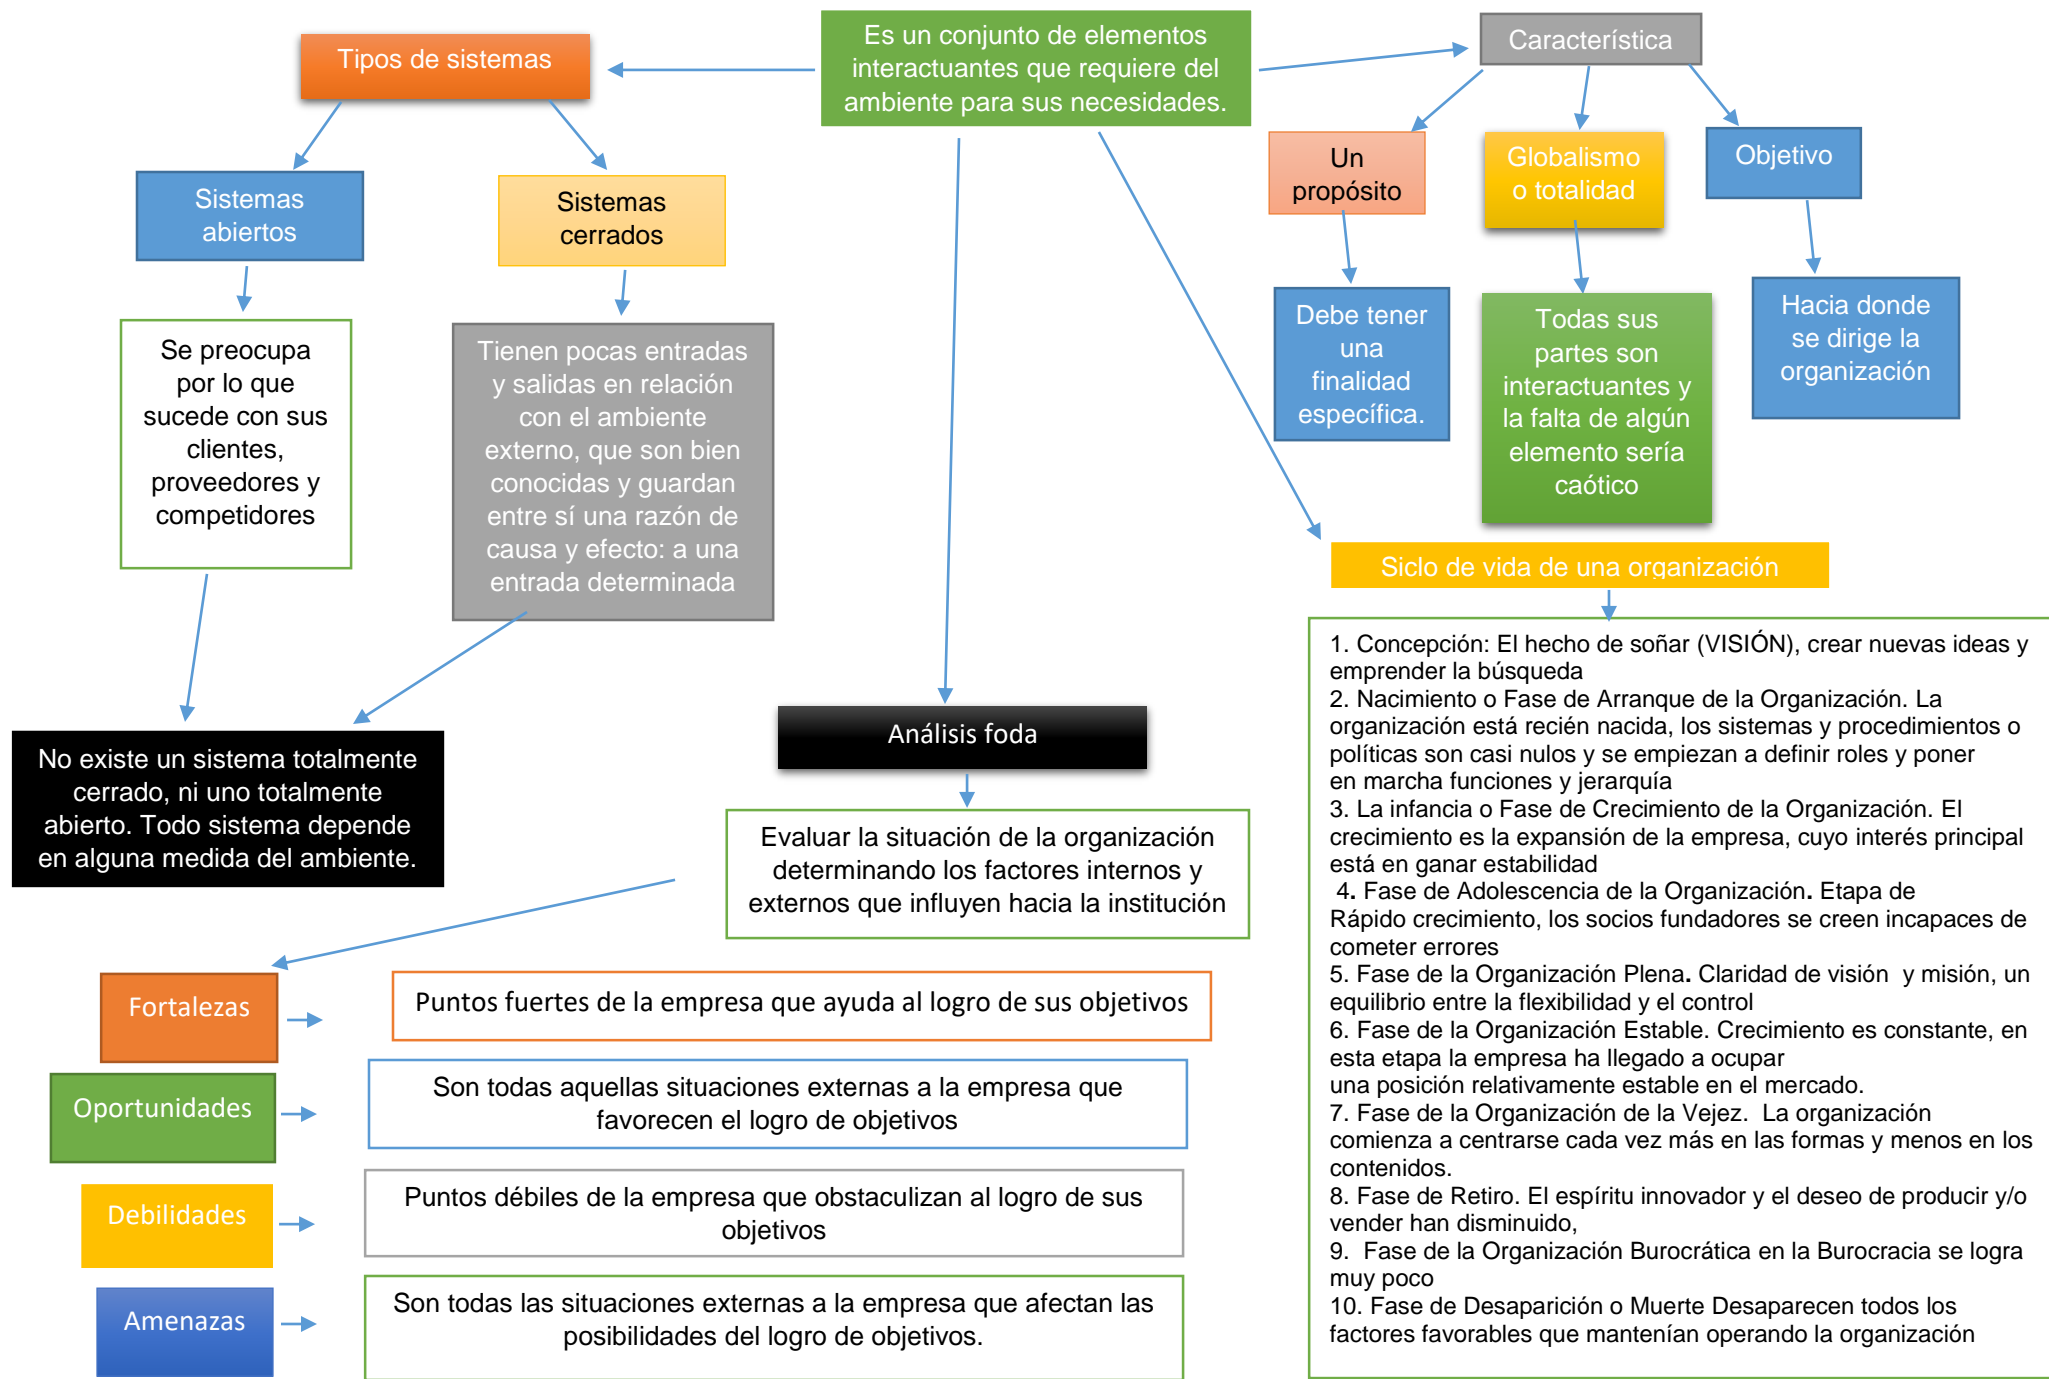 Es un conjunto de elementos
interactuantes que requiere del
ambiente para sus necesidades.
Tipos de sistemas
Sistemas
abiertos
Sistemas
cerrados
Se preocupa
por lo que
sucede con sus
clientes,
proveedores y
competidores
Tienen pocas entradas
y salidas en relación
con el ambiente
externo, que son bien
conocidas y guardan
entre sí una razón de
causa y efecto: a una
entrada determinada
No existe un sistema totalmente
cerrado, ni uno totalmente
abierto. Todo sistema depende
en alguna medida del ambiente.
Característica
Un
propósito
Globalismo
o totalidad
Objetivo
Debe tener
una
finalidad
específica.
Todas sus
partes son
interactuantes y
la falta de algún
elemento sería
caótico
Hacia donde
se dirige la
organización
Análisis foda
Evaluar la situación de la organización
determinando los factores internos y
externos que influyen hacia la institución
Fortalezas
Puntos fuertes de la empresa que ayuda al logro de sus objetivos
Oportunidades
Son todas aquellas situaciones externas a la empresa que
favorecen el logro de objetivos
Debilidades
Puntos débiles de la empresa que obstaculizan al logro de sus
objetivos
Amenazas
Son todas las situaciones externas a la empresa que afectan las
posibilidades del logro de objetivos.
Siclo de vida de una organización
1. Concepción: El hecho de soñar (VISIÓN), crear nuevas ideas y
emprender la búsqueda
2. Nacimiento o Fase de Arranque de la Organización. La
organización está recién nacida, los sistemas y procedimientos o
políticas son casi nulos y se empiezan a definir roles y poner
en marcha funciones y jerarquía
3. La infancia o Fase de Crecimiento de la Organización. El
crecimiento es la expansión de la empresa, cuyo interés principal
está en ganar estabilidad
4. Fase de Adolescencia de la Organización. Etapa de
Rápido crecimiento, los socios fundadores se creen incapaces de
cometer errores
5. Fase de la Organización Plena. Claridad de visión  y misión, un
equilibrio entre la flexibilidad y el control
6. Fase de la Organización Estable. Crecimiento es constante, en
esta etapa la empresa ha llegado a ocupar
una posición relativamente estable en el mercado.
7. Fase de la Organización de la Vejez.  La organización
comienza a centrarse cada vez más en las formas y menos en los
contenidos.
8. Fase de Retiro. El espíritu innovador y el deseo de producir y/o
vender han disminuido,
9.  Fase de la Organización Burocrática en la Burocracia se logra
muy poco
10. Fase de Desaparición o Muerte Desaparecen todos los
factores favorables que mantenían operando la organización